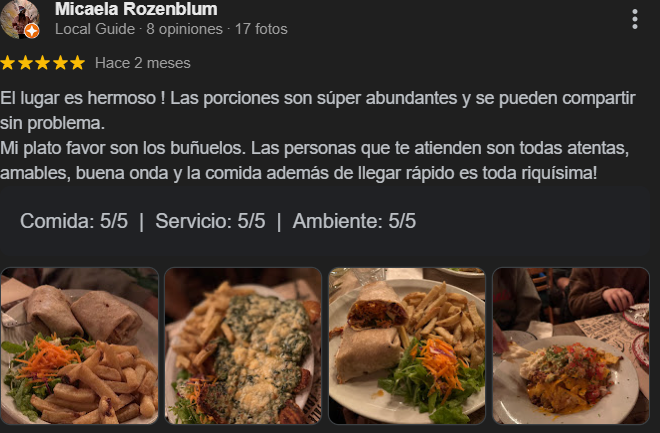 Micaela Rozenblum
Local Guide · 8 opiniones · 17 fotos
Hace 2 meses
El lugar es hermoso ! Las porciones son súper abundantes y se pueden compartir
sin problema.
Mi plato favor son los buñuelos. Las personas que te atienden son todas atentas,
amables, buena onda y la comida además de llegar rápido es toda riquísima!
Comida: 5/5 | Servicio: 5/5 | Ambiente: 5/5